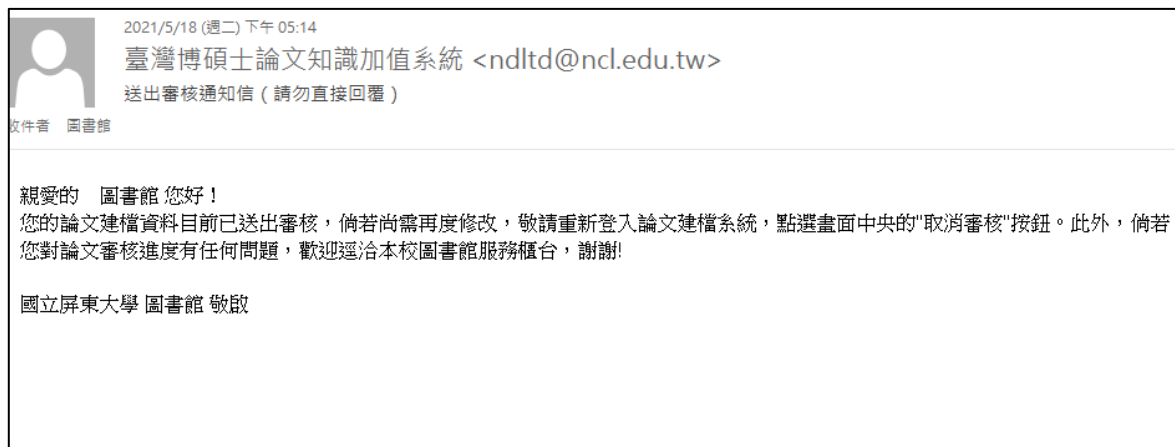 2021/5/18 (週二) 下午 05:14
臺灣博碩士論文知識加值系統 <ndltd@ncl.edu.tw>
送出審核通知信（請勿直接回覆）
收件者 圖書館
親愛的 圖書館 您好！
您的論文建檔資料目前已送出審核，倘若尚需再度修改，敬請重新登入論文建檔系統，點選畫面中央的"取消審核"按鈕。此外，倘若
您對論文審核進度有任何問題，歡迎逕洽本校圖書館服務櫃台，謝謝!
國立屏東大學 圖書館 敬啟